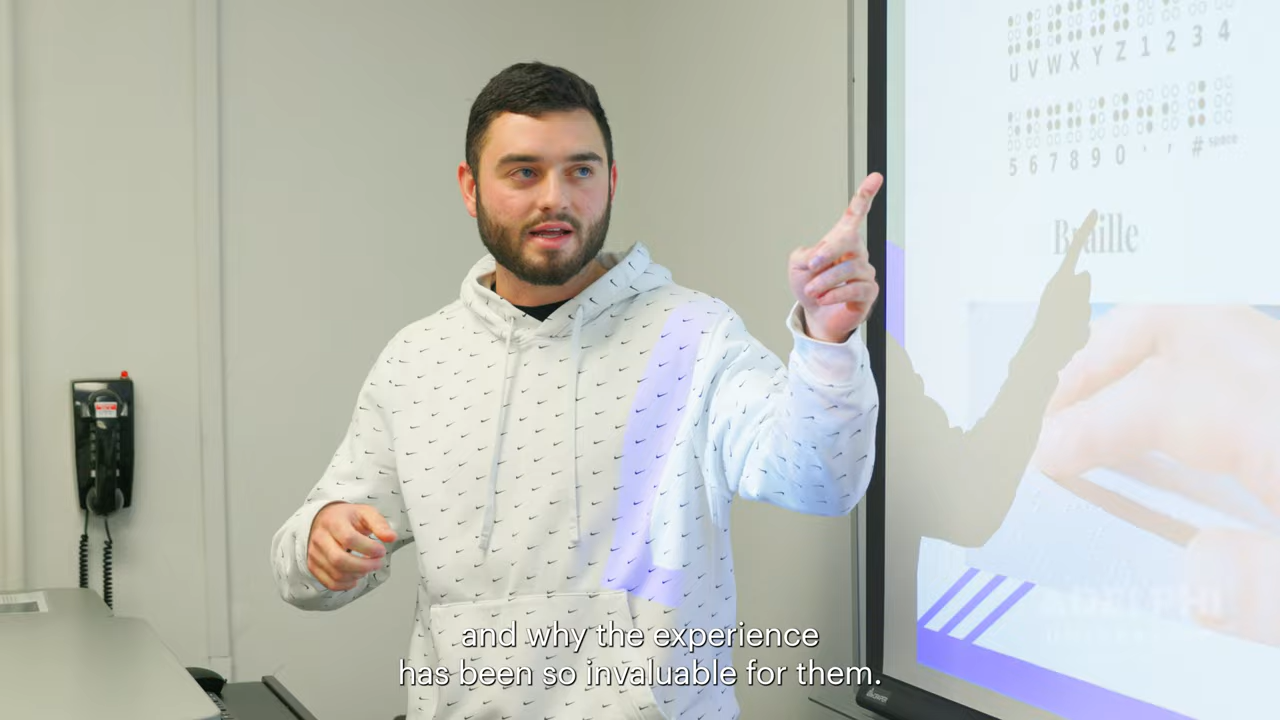 U V W X Y Z 1 2 3 4
5 6 7 8 9 0 ' , # space
Braille
and why the experience
has been so invaluable for them.